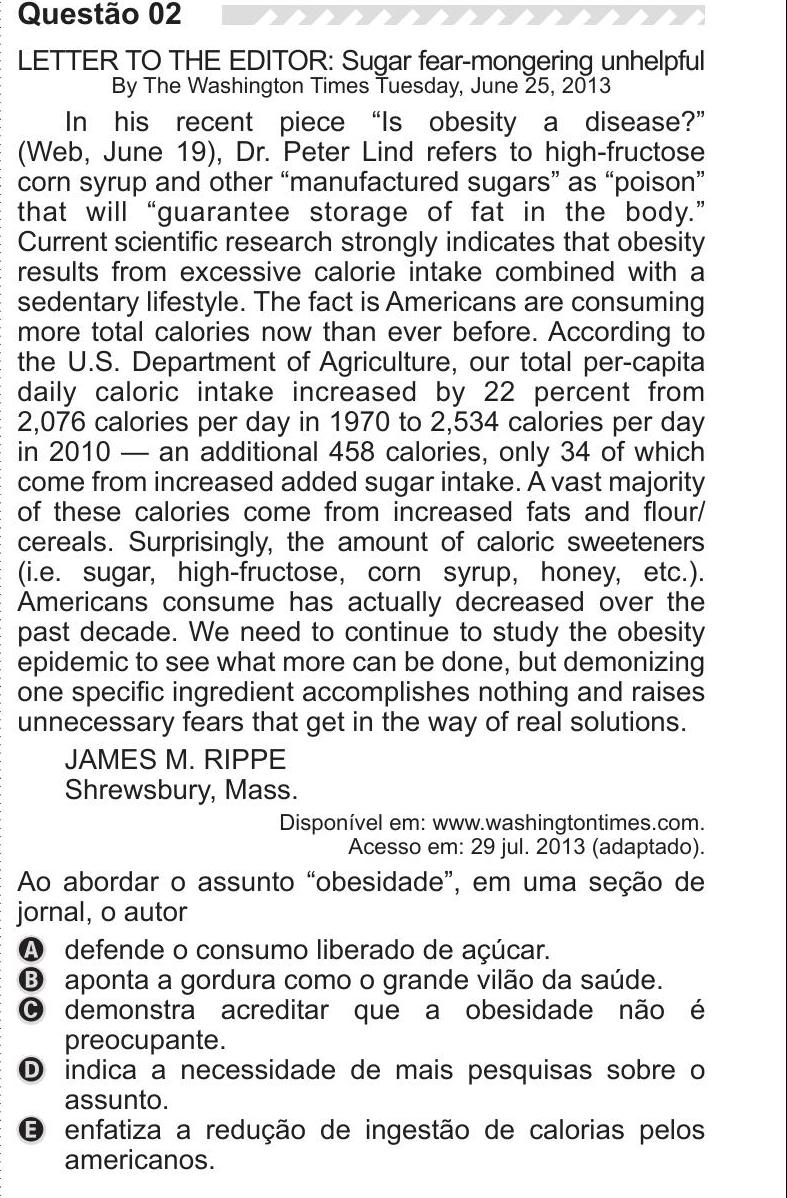 Questão 02
LETTER TO THE EDITOR: Sugar fear-mongering unhelpful
By The Washington Times Tuesday, June 25, 2013
In his recent piece “Is obesity a disease?”
(Web, June 19), Dr. Peter Lind refers to high-fructose
corn syrup and other “manufactured sugars” as “poison”
that will “guarantee storage of fat in the body.”
Current scientific research strongly indicates that obesity
results from excessive calorie intake combined with a
sedentary lifestyle. The fact is Americans are consuming
more total calories now than ever before. According to
the U.S. Department of Agriculture, our total per-capita
daily caloric intake increased by 22 percent from
2,076 calories per day in 1970 to 2,534 calories per day
in 2010 — an additional 458 calories, only 34 of which
come from increased added sugar intake. A vast majority
of these calories come from increased fats and flour/
cereals. Surprisingly, the amount of caloric sweeteners
(i.e. sugar, high-fructose, corn syrup, honey, etc.).
Americans consume has actually decreased over the
past decade. We need to continue to study the obesity
epidemic to see what more can be done, but demonizing
one specific ingredient accomplishes nothing and raises
unnecessary fears that get in the way of real solutions.
JAMES M. RIPPE
Shrewsbury, Mass.
Disponível em: www.washingtontimes.com.
Acesso em: 29 jul. 2013 (adaptado).
Ao abordar o assunto “obesidade”, em uma seção de
jornal, o autor
A defende o consumo liberado de açúcar.
B aponta a gordura como o grande vilão da saúde.
C demonstra acreditar que a obesidade não é
preocupante.
D indica a necessidade de mais pesquisas sobre o
assunto.
E enfatiza a redução de ingestão de calorias pelos
americanos.